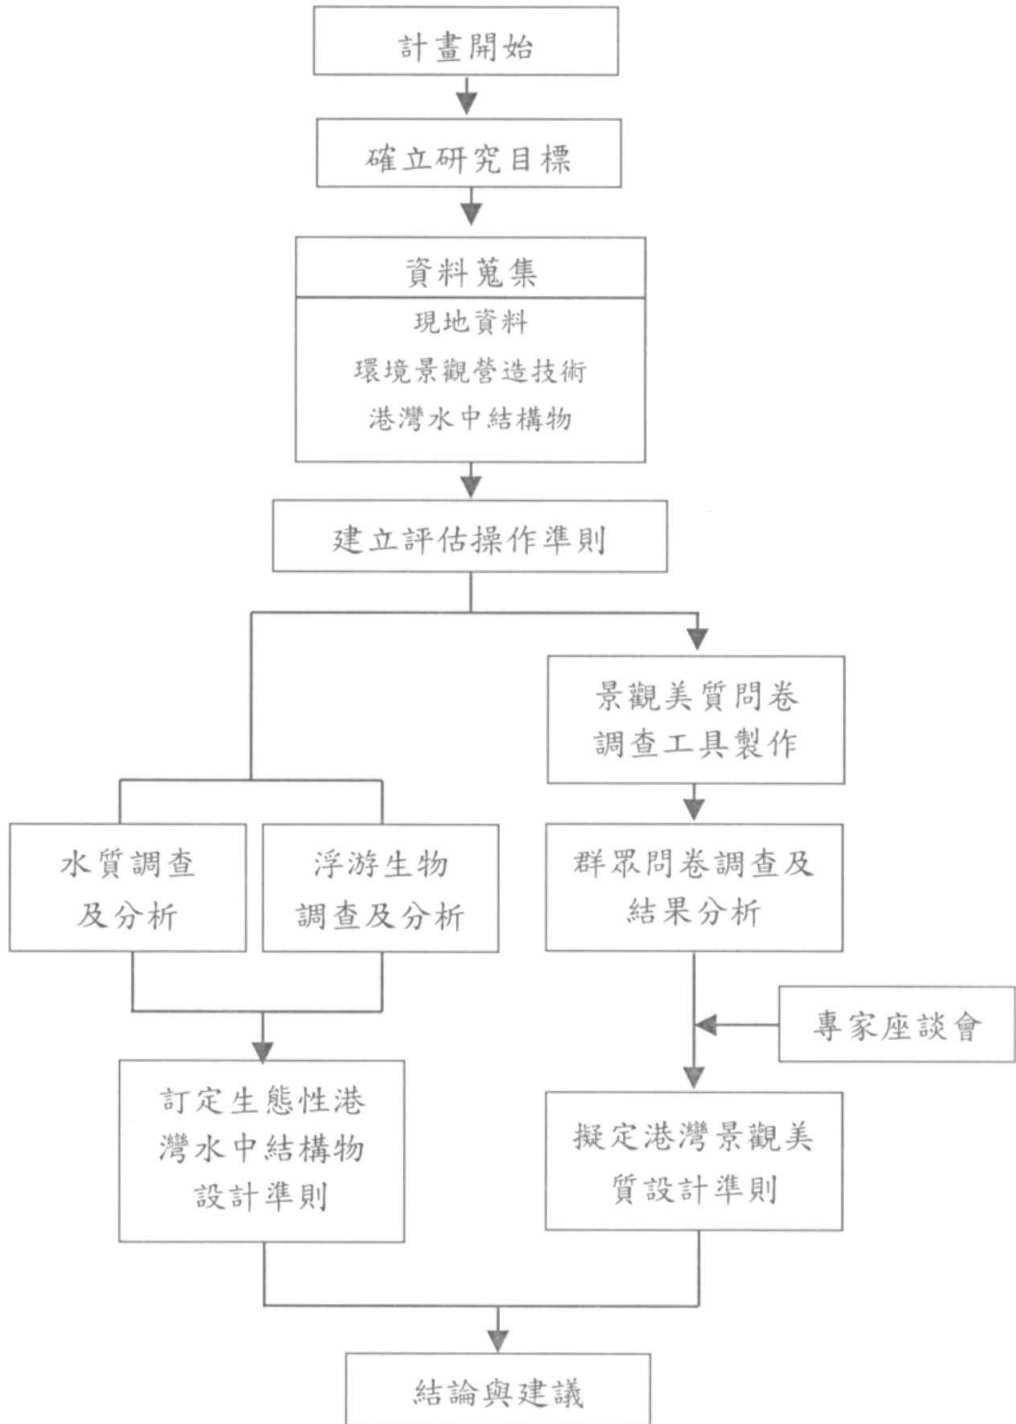 計畫開始
確立研究目標
資料蒐集
現地資料
環境景觀營造技術
港灣水中結構物
建立評估操作準則
景觀美質問卷
調查工具製作
水質調查
及分析
浮游生物
調查及分析
群眾問卷調查及
結果分析
專家座談會
訂定生態性港
灣水中結構物
設計準則
擬定港灣景觀美
質設計準則
結論與建議